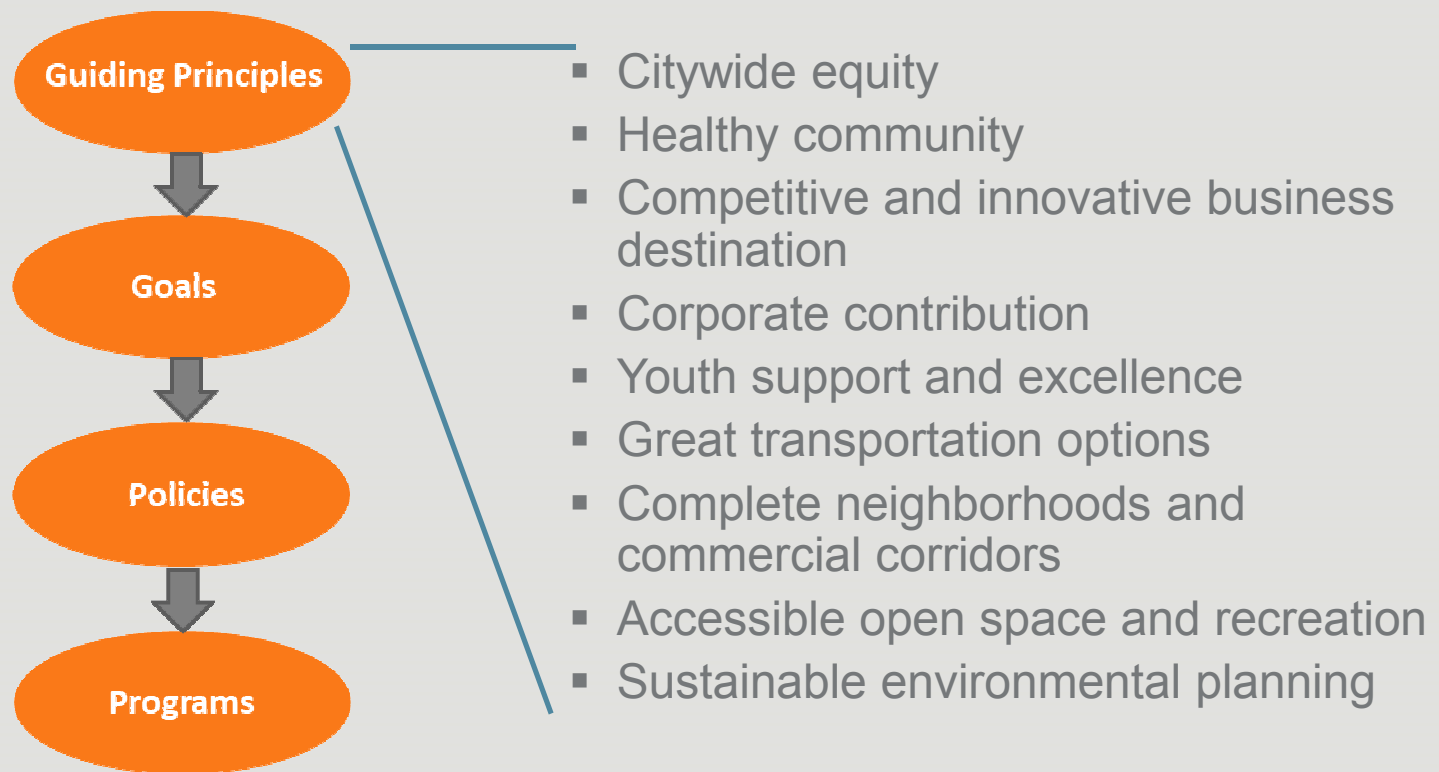 Guiding Principles
Goals
Policies
Programs
▪ Citywide equity
▪ Healthy community
▪ Competitive and innovative business
destination
▪ Corporate contribution
▪ Youth support and excellence
▪ Great transportation options
▪ Complete neighborhoods and
commercial corridors
▪ Accessible open space and recreation
▪ Sustainable environmental planning